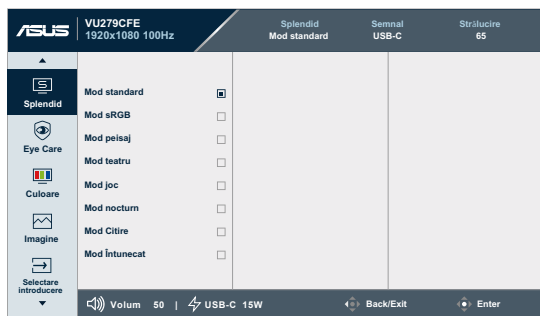 ASUS
VU279CFE
1920x1080 100Hz
Splendid
Mod standard
Semnal
USB-C
Strălucire
65
Splendid
Eye Care
Culoare
Imagine
Selectare
introducere
Mod standard
Mod sRGB
Mod peisaj
Mod teatru
Mod joc
Mod nocturn
Mod Citire
Mod Întunecat
Volum 50 | USB-C 15W
Back/Exit
Enter